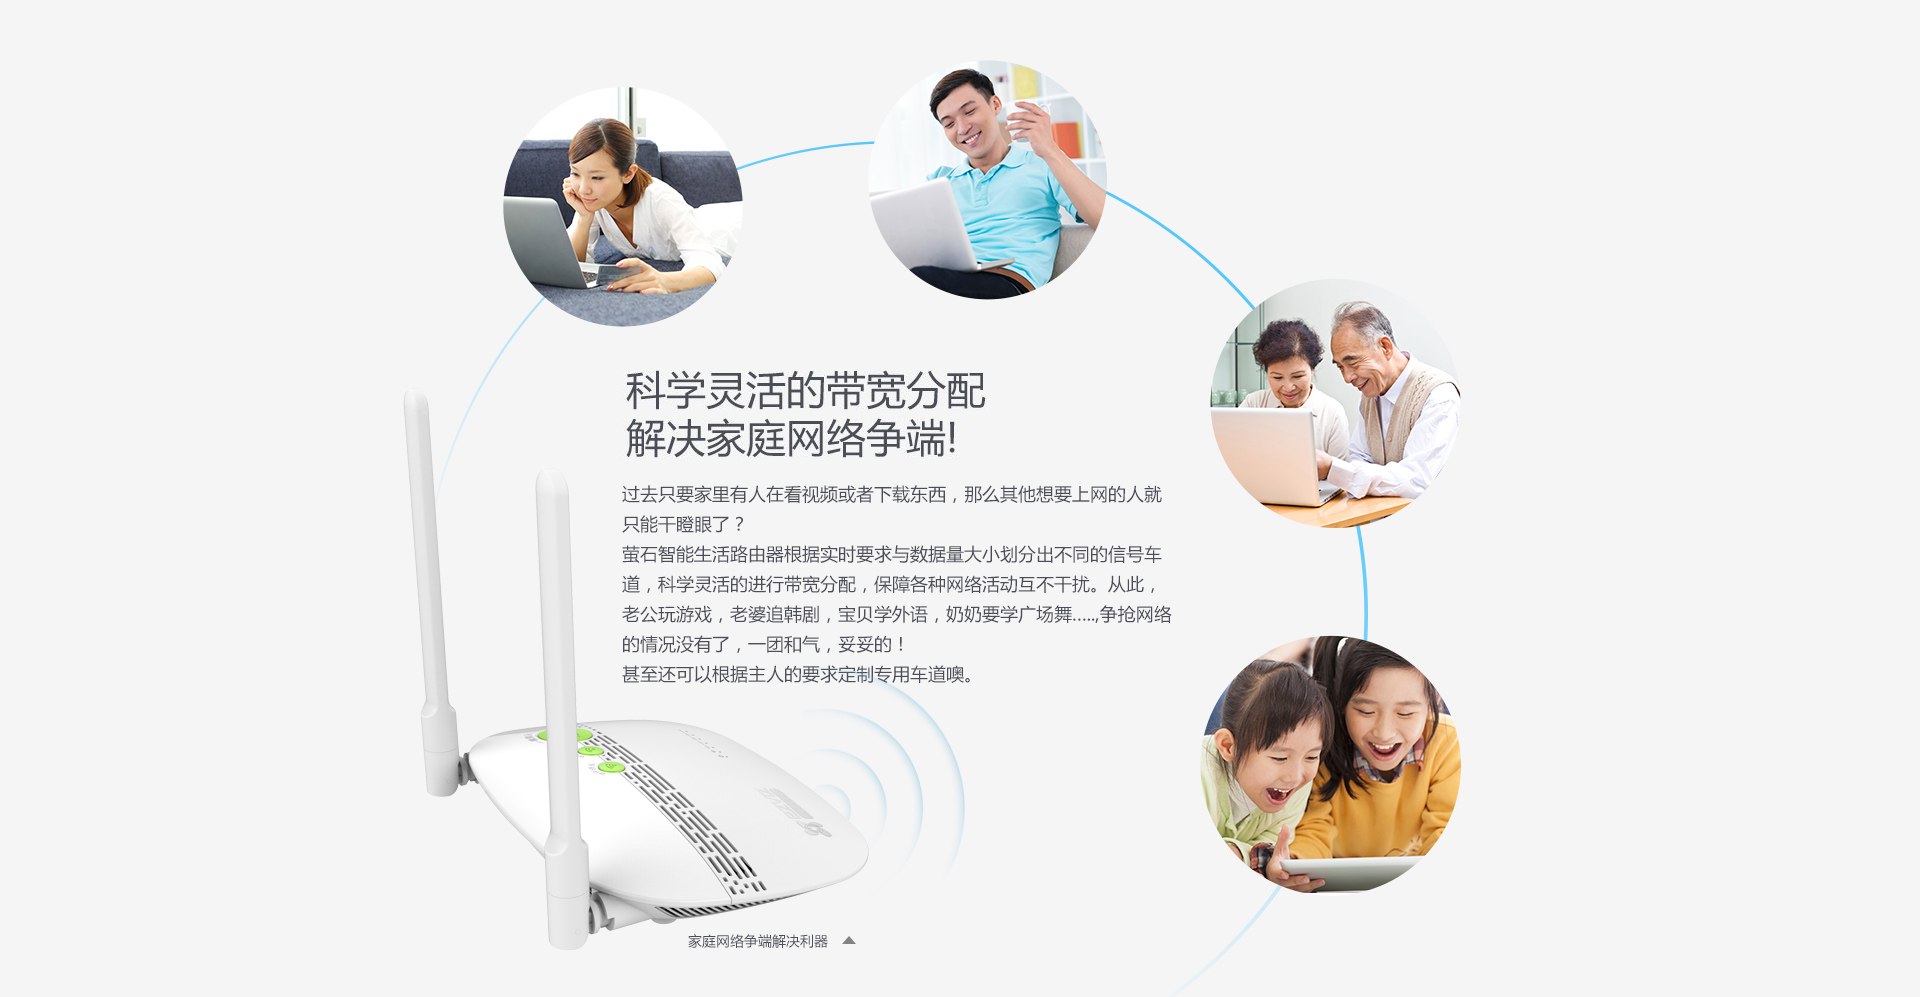 科学灵活的带宽分配
解决家庭网络争端!
过去只要家里有人在看视频或者下载东西，那么其他想要上网的人就
只能干瞪眼了？
萤石智能生活路由器根据实时要求与数据量大小划分出不同的信号车
道，科学灵活的进行带宽分配，保障各种网络活动互不干扰。从此，
老公玩游戏，老婆追韩剧，宝贝学外语，奶奶要学广场舞.....,争抢网络
的情况没有了，一团和气，妥妥的！
甚至还可以根据主人的要求定制专用车道噢。
家庭网络争端解决利器